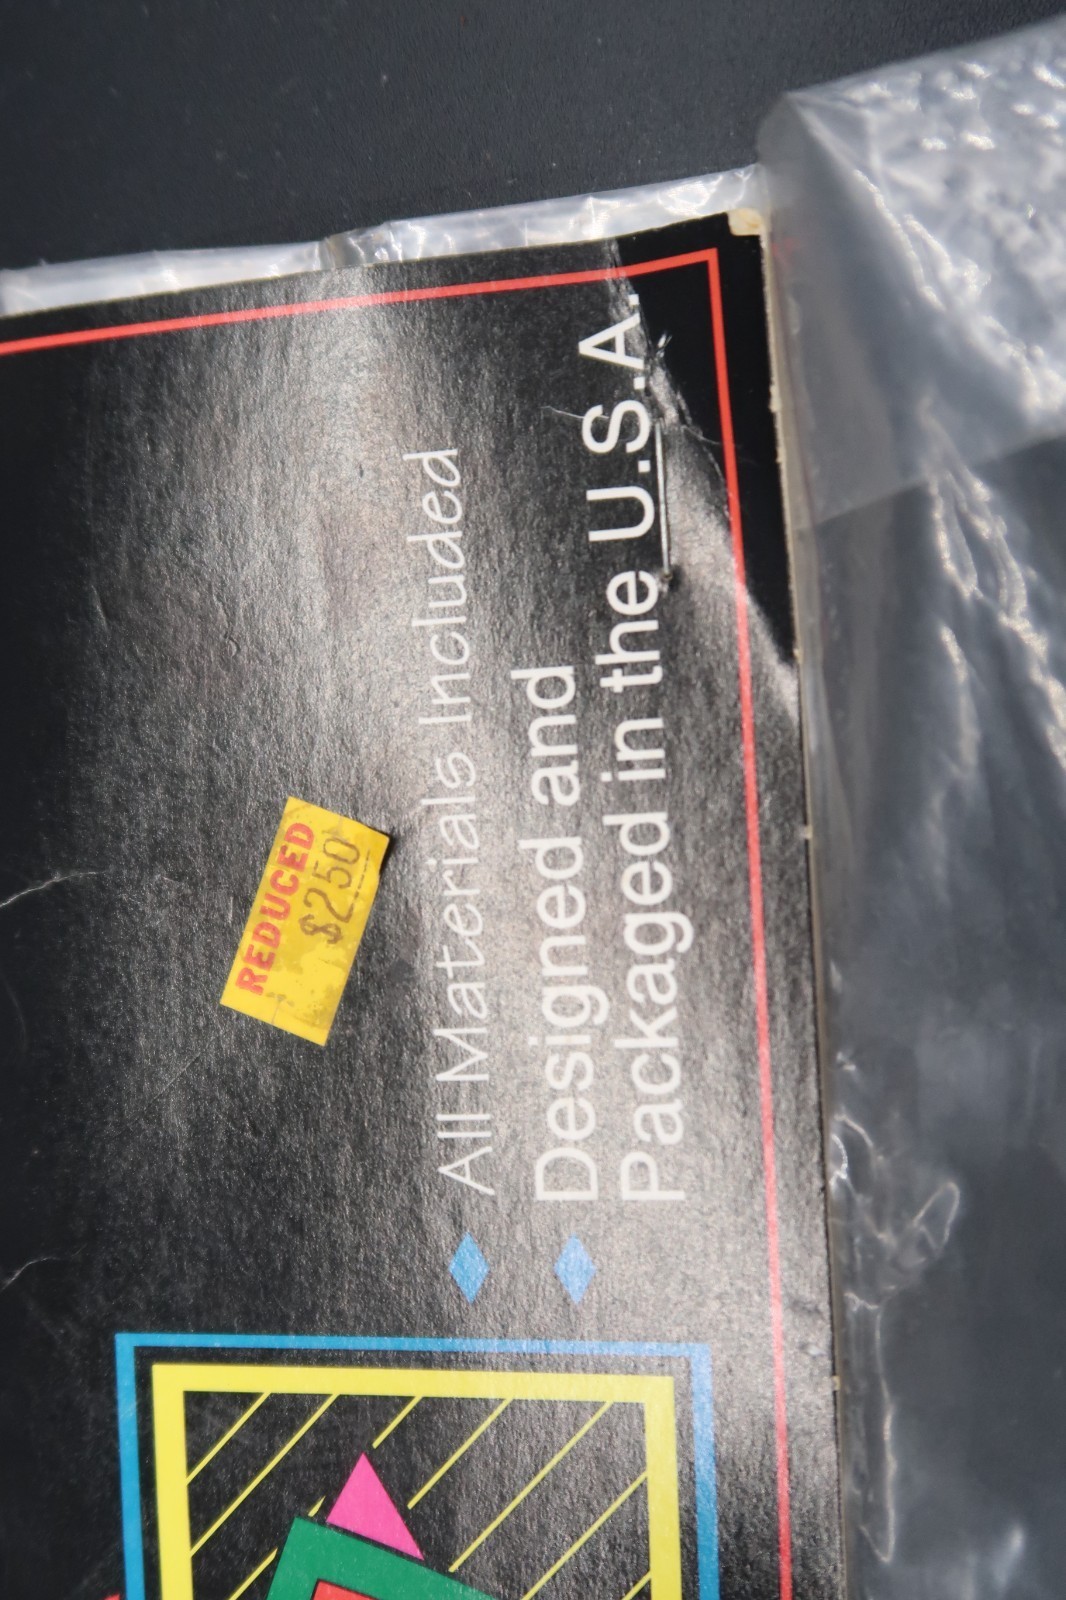 REDUCED
$250
All Materials Included
Designed and
Packaged in the U.S.A.